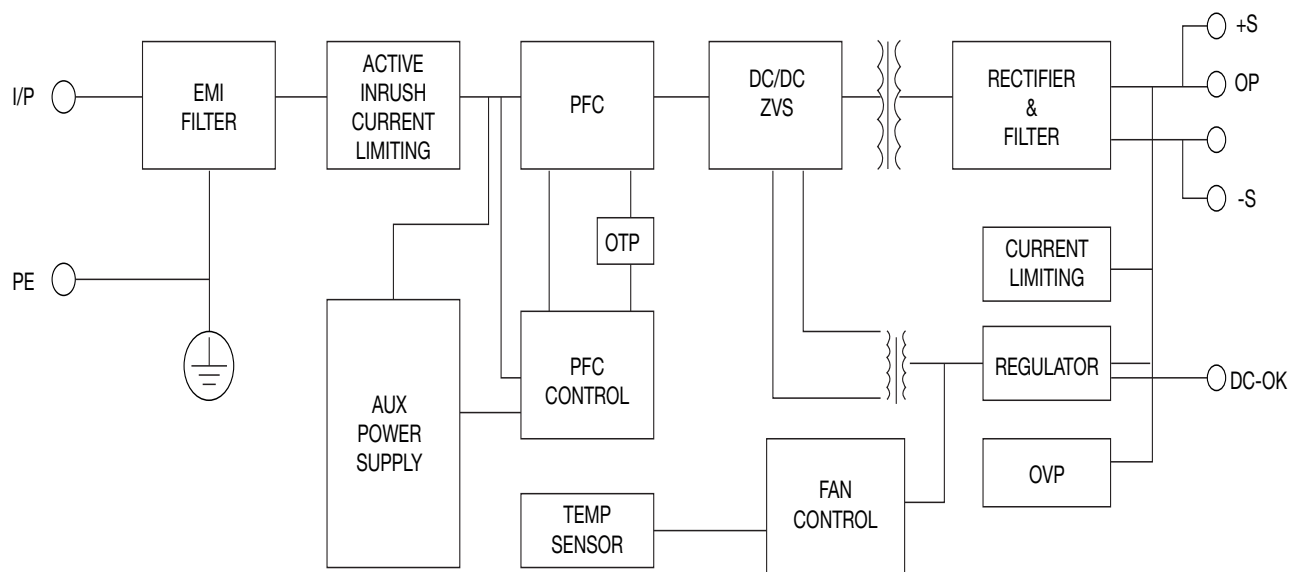 I/P
EMI
FILTER
ACTIVE
INRUSH
CURRENT
LIMITING
PFC
DC/DC
ZVS
RECTIFIER
&
FILTER
+S
OP
-S
OTP
CURRENT
LIMITING
PE
AUX
POWER
SUPPLY
PFC
CONTROL
REGULATOR
DC-OK
OVP
TEMP
SENSOR
FAN
CONTROL